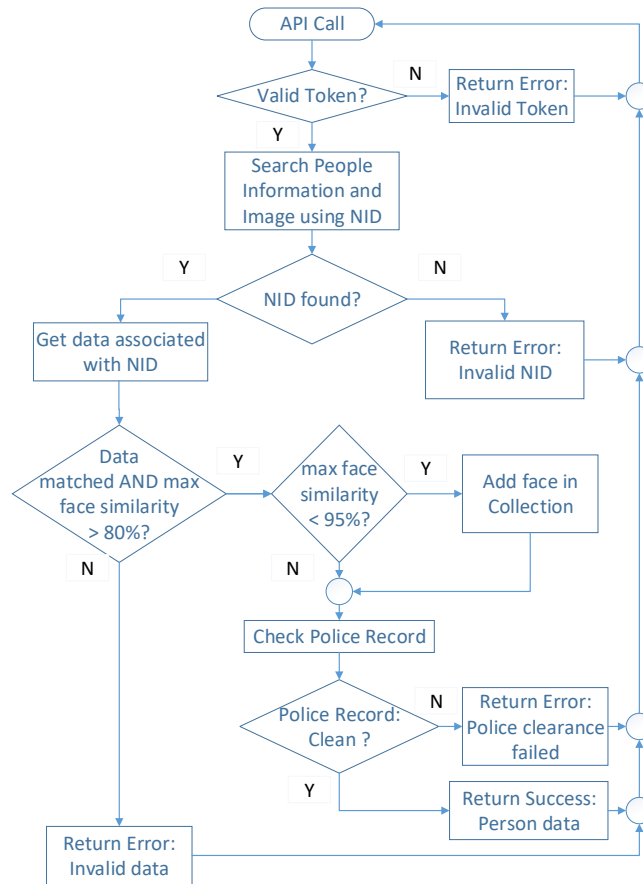 API Call
Valid Token?
N
Return Error:
Invalid Token
Y
Search People
Information and
Image using NID
Y
N
NID found?
Get data associated
with NID
Return Error:
Invalid NID
Data
matched AND max
face similarity
> 80%?
Y
max face
similarity
< 95%?
Y
Add face in
Collection
N
N
Check Police Record
Police Record:
Clean ?
N
Return Error:
Police clearance
failed
Y
Return Success:
Person data
Return Error:
Invalid data